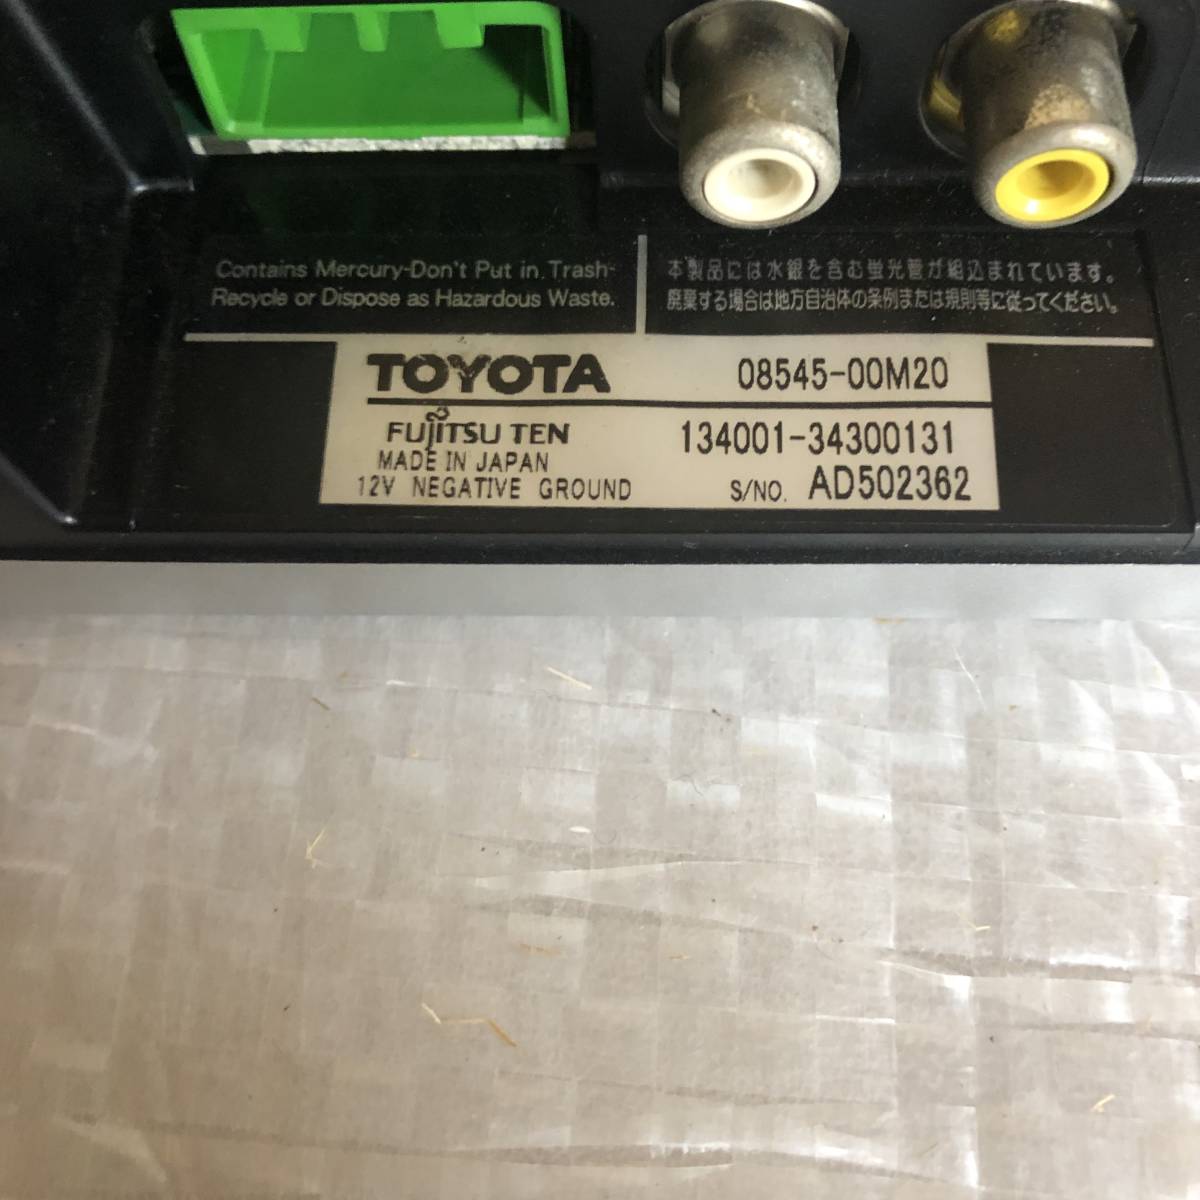 Contains Mercury-Don't Put in. Trash-
Recycle or Dispose as Hazardous Waste.
本製品には水銀を含む蛍光管が組込まれています。
廃棄する場合は地方自治体の条例または規則等に従ってください。
TOYOTA 08545-00M20
FUJITSU TEN 134001-34300131
MADE IN JAPAN
12V NEGATIVE GROUND S/NO. AD502362